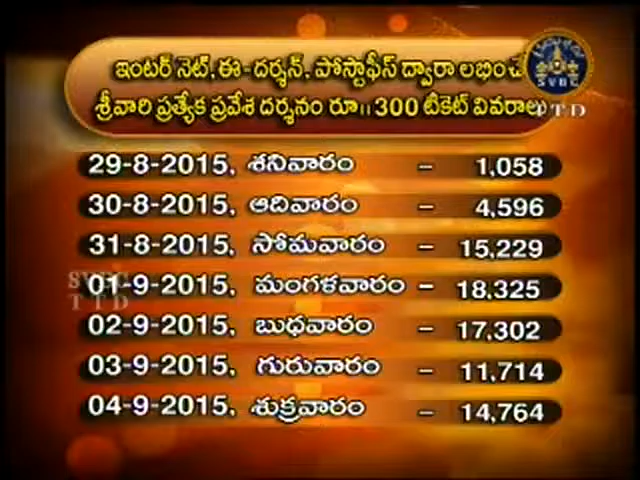 ఇంటర్ నెట్, ఈ-దర్శన్, పోస్టాఫీస్ ద్వారా లభించే
శ్రీవారి ప్రత్యేక ప్రవేశ దర్శనం రూ॥300 టికెట్ వివరాలు
SVBC
TTD
29-8-2015, శనివారం – 1,058
30-8-2015, ఆదివారం – 4,596
31-8-2015, సోమవారం – 15,229
01-9-2015, మంగళవారం – 18,325
02-9-2015, బుధవారం – 17,302
03-9-2015, గురువారం – 11,714
04-9-2015, శుక్రవారం – 14,764
SVBC
TTD